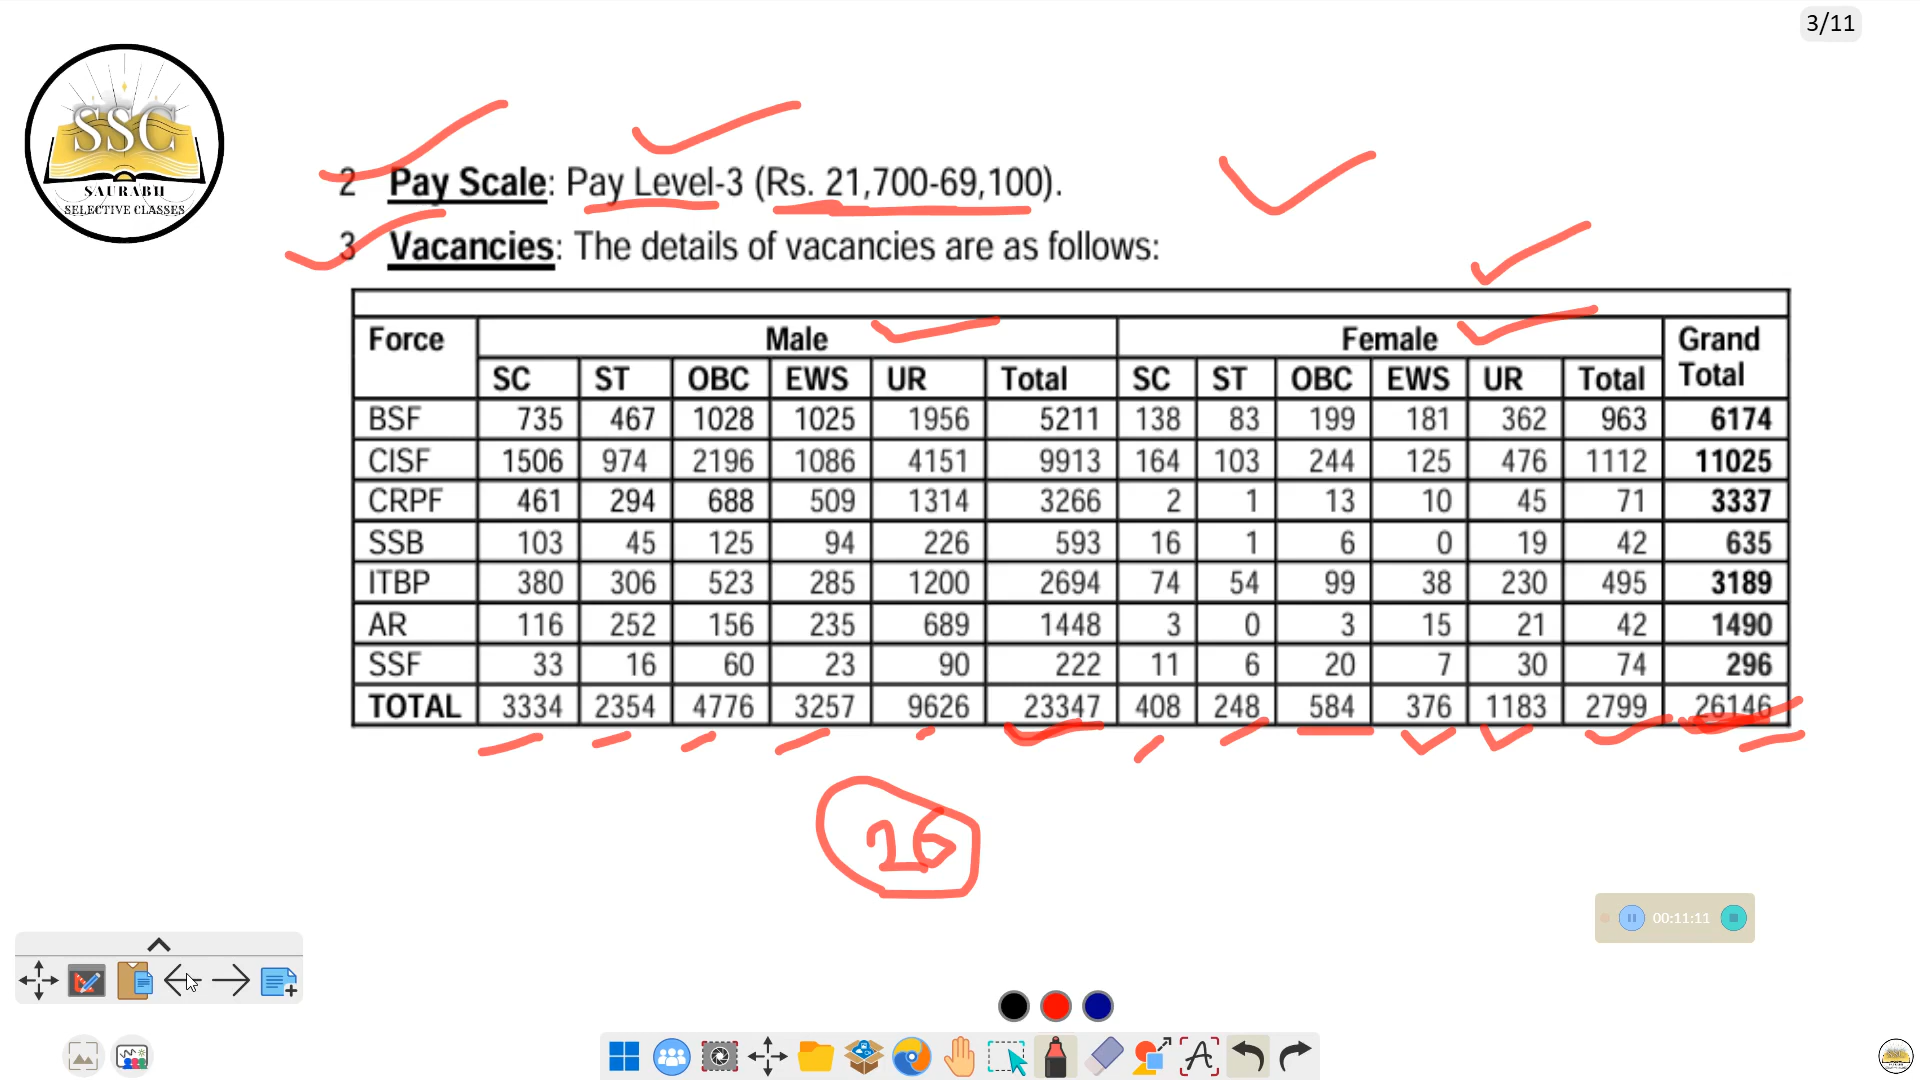 3/11
SSC
SAURABH
SELECTIVE CLASSES
2 Pay Scale: Pay Level-3 (Rs. 21,700-69,100).
3 Vacancies: The details of vacancies are as follows:
Force Male Female Grand Total
SC ST OBC EWS UR Total SC ST OBC EWS UR Total
BSF 735 467 1028 1025 1956 5211 138 83 199 181 362 963 6174
CISF 1506 974 2196 1086 4151 9913 164 103 244 125 476 1112 11025
CRPF 461 294 688 509 1314 3266 2 1 13 10 45 71 3337
SSB 103 45 125 94 226 593 16 1 6 0 19 42 635
ITBP 380 306 523 285 1200 2694 74 54 99 38 230 495 3189
AR 116 252 156 235 689 1448 3 0 3 15 21 42 1490
SSF 33 16 60 23 90 222 11 6 20 7 30 74 296
TOTAL 3334 2354 4776 3257 9626 23347 408 248 584 376 1183 2799 26146
26
00:11:11